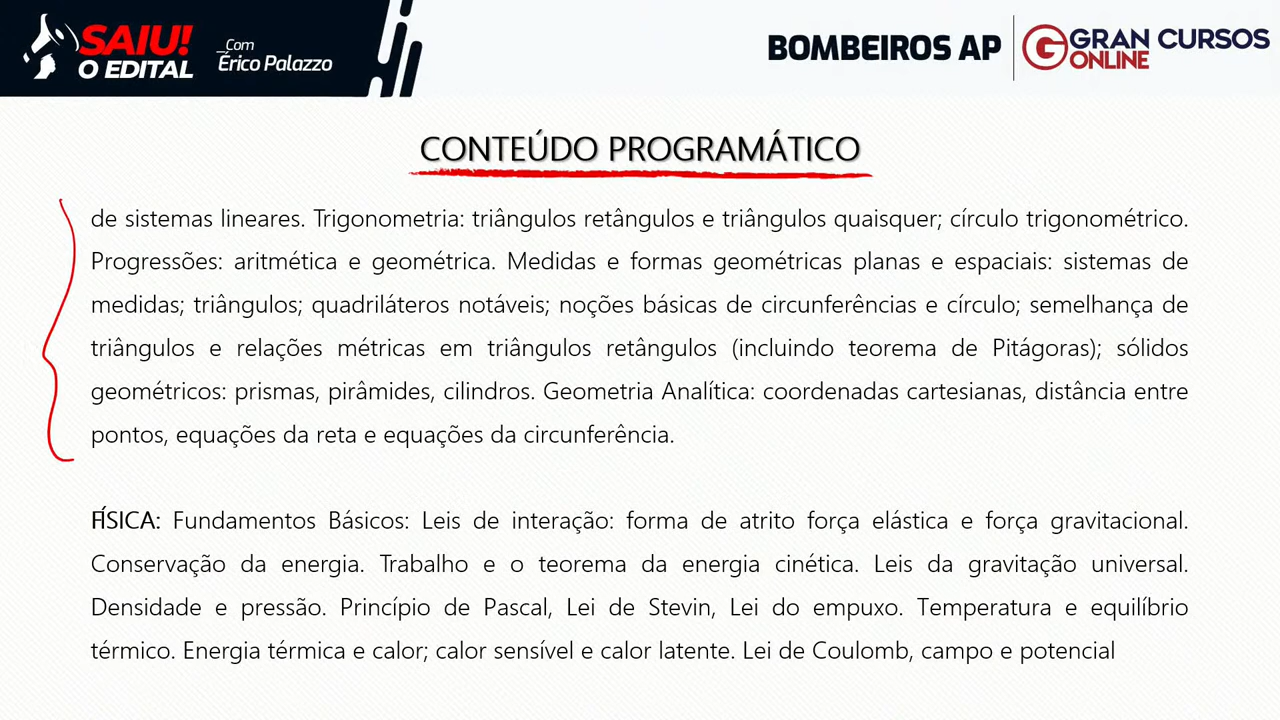 SAIU!
O EDITAL
_Com
Érico Palazzo
BOMBEIROS AP
GRAN CURSOS
ONLINE
CONTEÚDO PROGRAMÁTICO
de sistemas lineares. Trigonometria: triângulos retângulos e triângulos quaisquer; círculo trigonométrico.
Progressões: aritmética e geométrica. Medidas e formas geométricas planas e espaciais: sistemas de
medidas; triângulos; quadriláteros notáveis; noções básicas de circunferências e círculo; semelhança de
triângulos e relações métricas em triângulos retângulos (incluindo teorema de Pitágoras); sólidos
geométricos: prismas, pirâmides, cilindros. Geometria Analítica: coordenadas cartesianas, distância entre
pontos, equações da reta e equações da circunferência.
FÍSICA: Fundamentos Básicos: Leis de interação: forma de atrito força elástica e força gravitacional.
Conservação da energia. Trabalho e o teorema da energia cinética. Leis da gravitação universal.
Densidade e pressão. Princípio de Pascal, Lei de Stevin, Lei do empuxo. Temperatura e equilíbrio
térmico. Energia térmica e calor; calor sensível e calor latente. Lei de Coulomb, campo e potencial